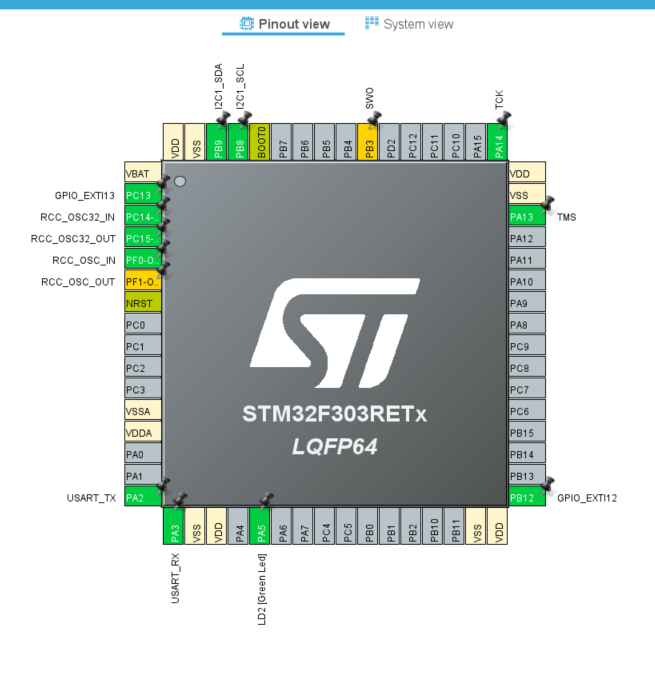 Pinout view
System view
I2C1_SDA
I2C1_SCL
SWO
TCK
VDD
VSS
PB9
PB8
BOOT0
PB7
PB6
PB5
PB4
PB3
PD2
PC12
PC11
PC10
PA15
PA14
VBAT
VDD
GPIO_EXTI13 PC13
VSS
RCC_OSC32_IN PC14-..
PA13 TMS
RCC_OSC32_OUT PC15-..
PA12
RCC_OSC_IN PF0-O..
PA11
RCC_OSC_OUT PF1-O..
PA10
NRST
PA9
PC0
PA8
PC1
PC9
PC2
PC8
PC3
PC7
VSSA
PC6
VDDA
PB15
PA0
PB14
PA1
PB13
USART_TX PA2
PB12 GPIO_EXTI12
STM32F303RETx
LQFP64
PA3
VSS
VDD
PA4
PA5
PA6
PA7
PC4
PC5
PB0
PB1
PB2
PB10
PB11
VSS
VDD
USART_RX
LD2 [Green Led]